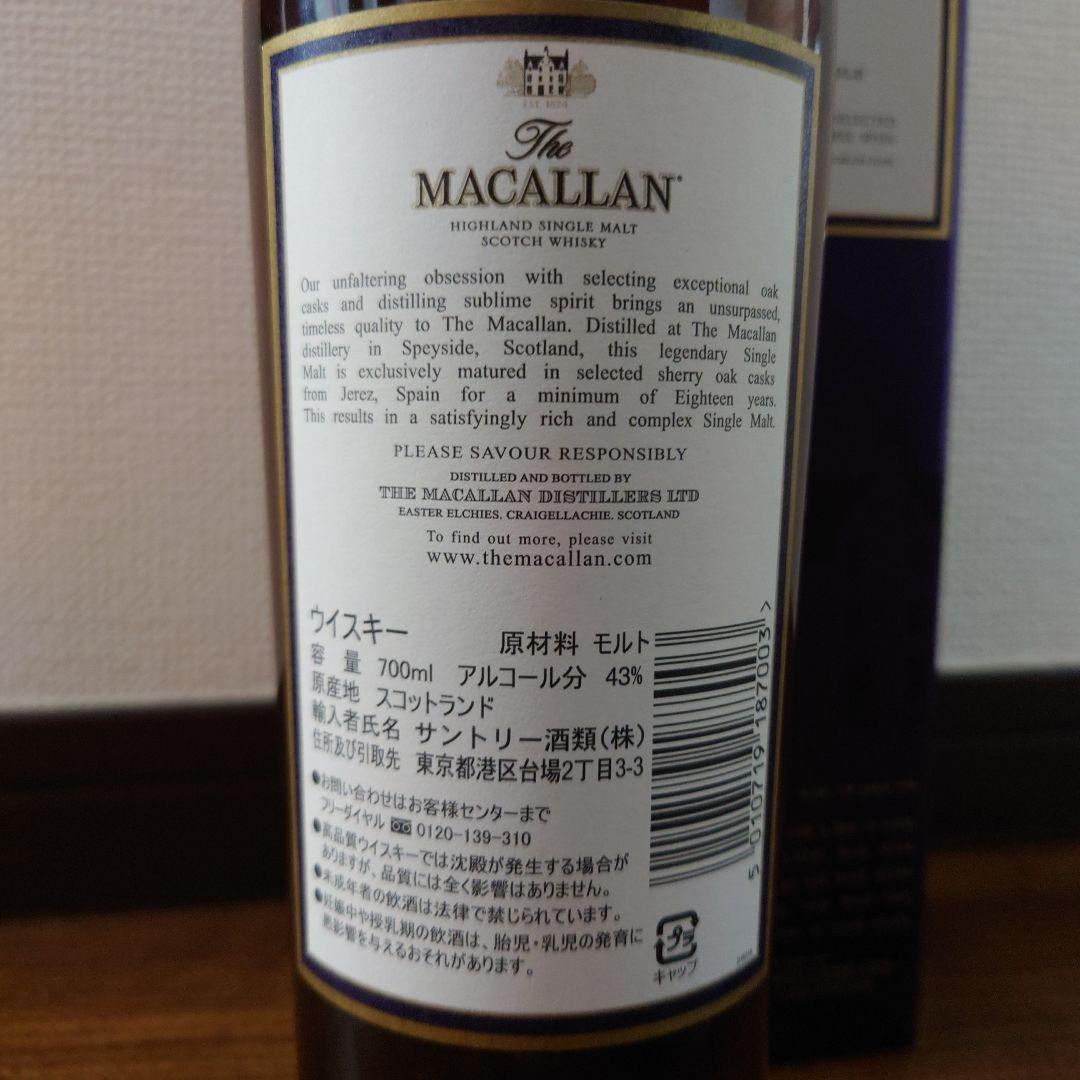 EST. 1824
The
MACALLAN
HIGHLAND SINGLE MALT
SCOTCH WHISKY
Our unfaltering obsession with selecting exceptional oak
casks and distilling sublime spirit brings an unsurpassed,
timeless quality to The Macallan. Distilled at The Macallan
distillery in Speyside, Scotland, this legendary Single
Malt is exclusively matured in selected sherry oak casks
from Jerez, Spain for a minimum of Eighteen years.
This results in a satisfyingly rich and complex Single Malt.
PLEASE SAVOUR RESPONSIBLY
DISTILLED AND BOTTLED BY
THE MACALLAN DISTILLERS LTD
EASTER ELCHIES, CRAIGELLACHIE, SCOTLAND
To find out more, please visit
www.themacallan.com
ウイスキー 原材料 モルト
容量 700ml アルコール分 43%
原産地 スコットランド
輸入者氏名 サントリー酒類(株)
住所及び引取先 東京都港区台場2丁目3-3
●お問い合わせはお客様センターまで
フリーダイヤル 0120-139-310
●高品質ウイスキーでは沈殿が発生する場合が
ありますが、品質には全く影響はありません。
●未成年者の飲酒は法律で禁じられています。
●妊娠中や授乳期の飲酒は、胎児・乳児の発育に
悪影響を与えるおそれがあります。
5 010719 187003 >
プラ
キャップ